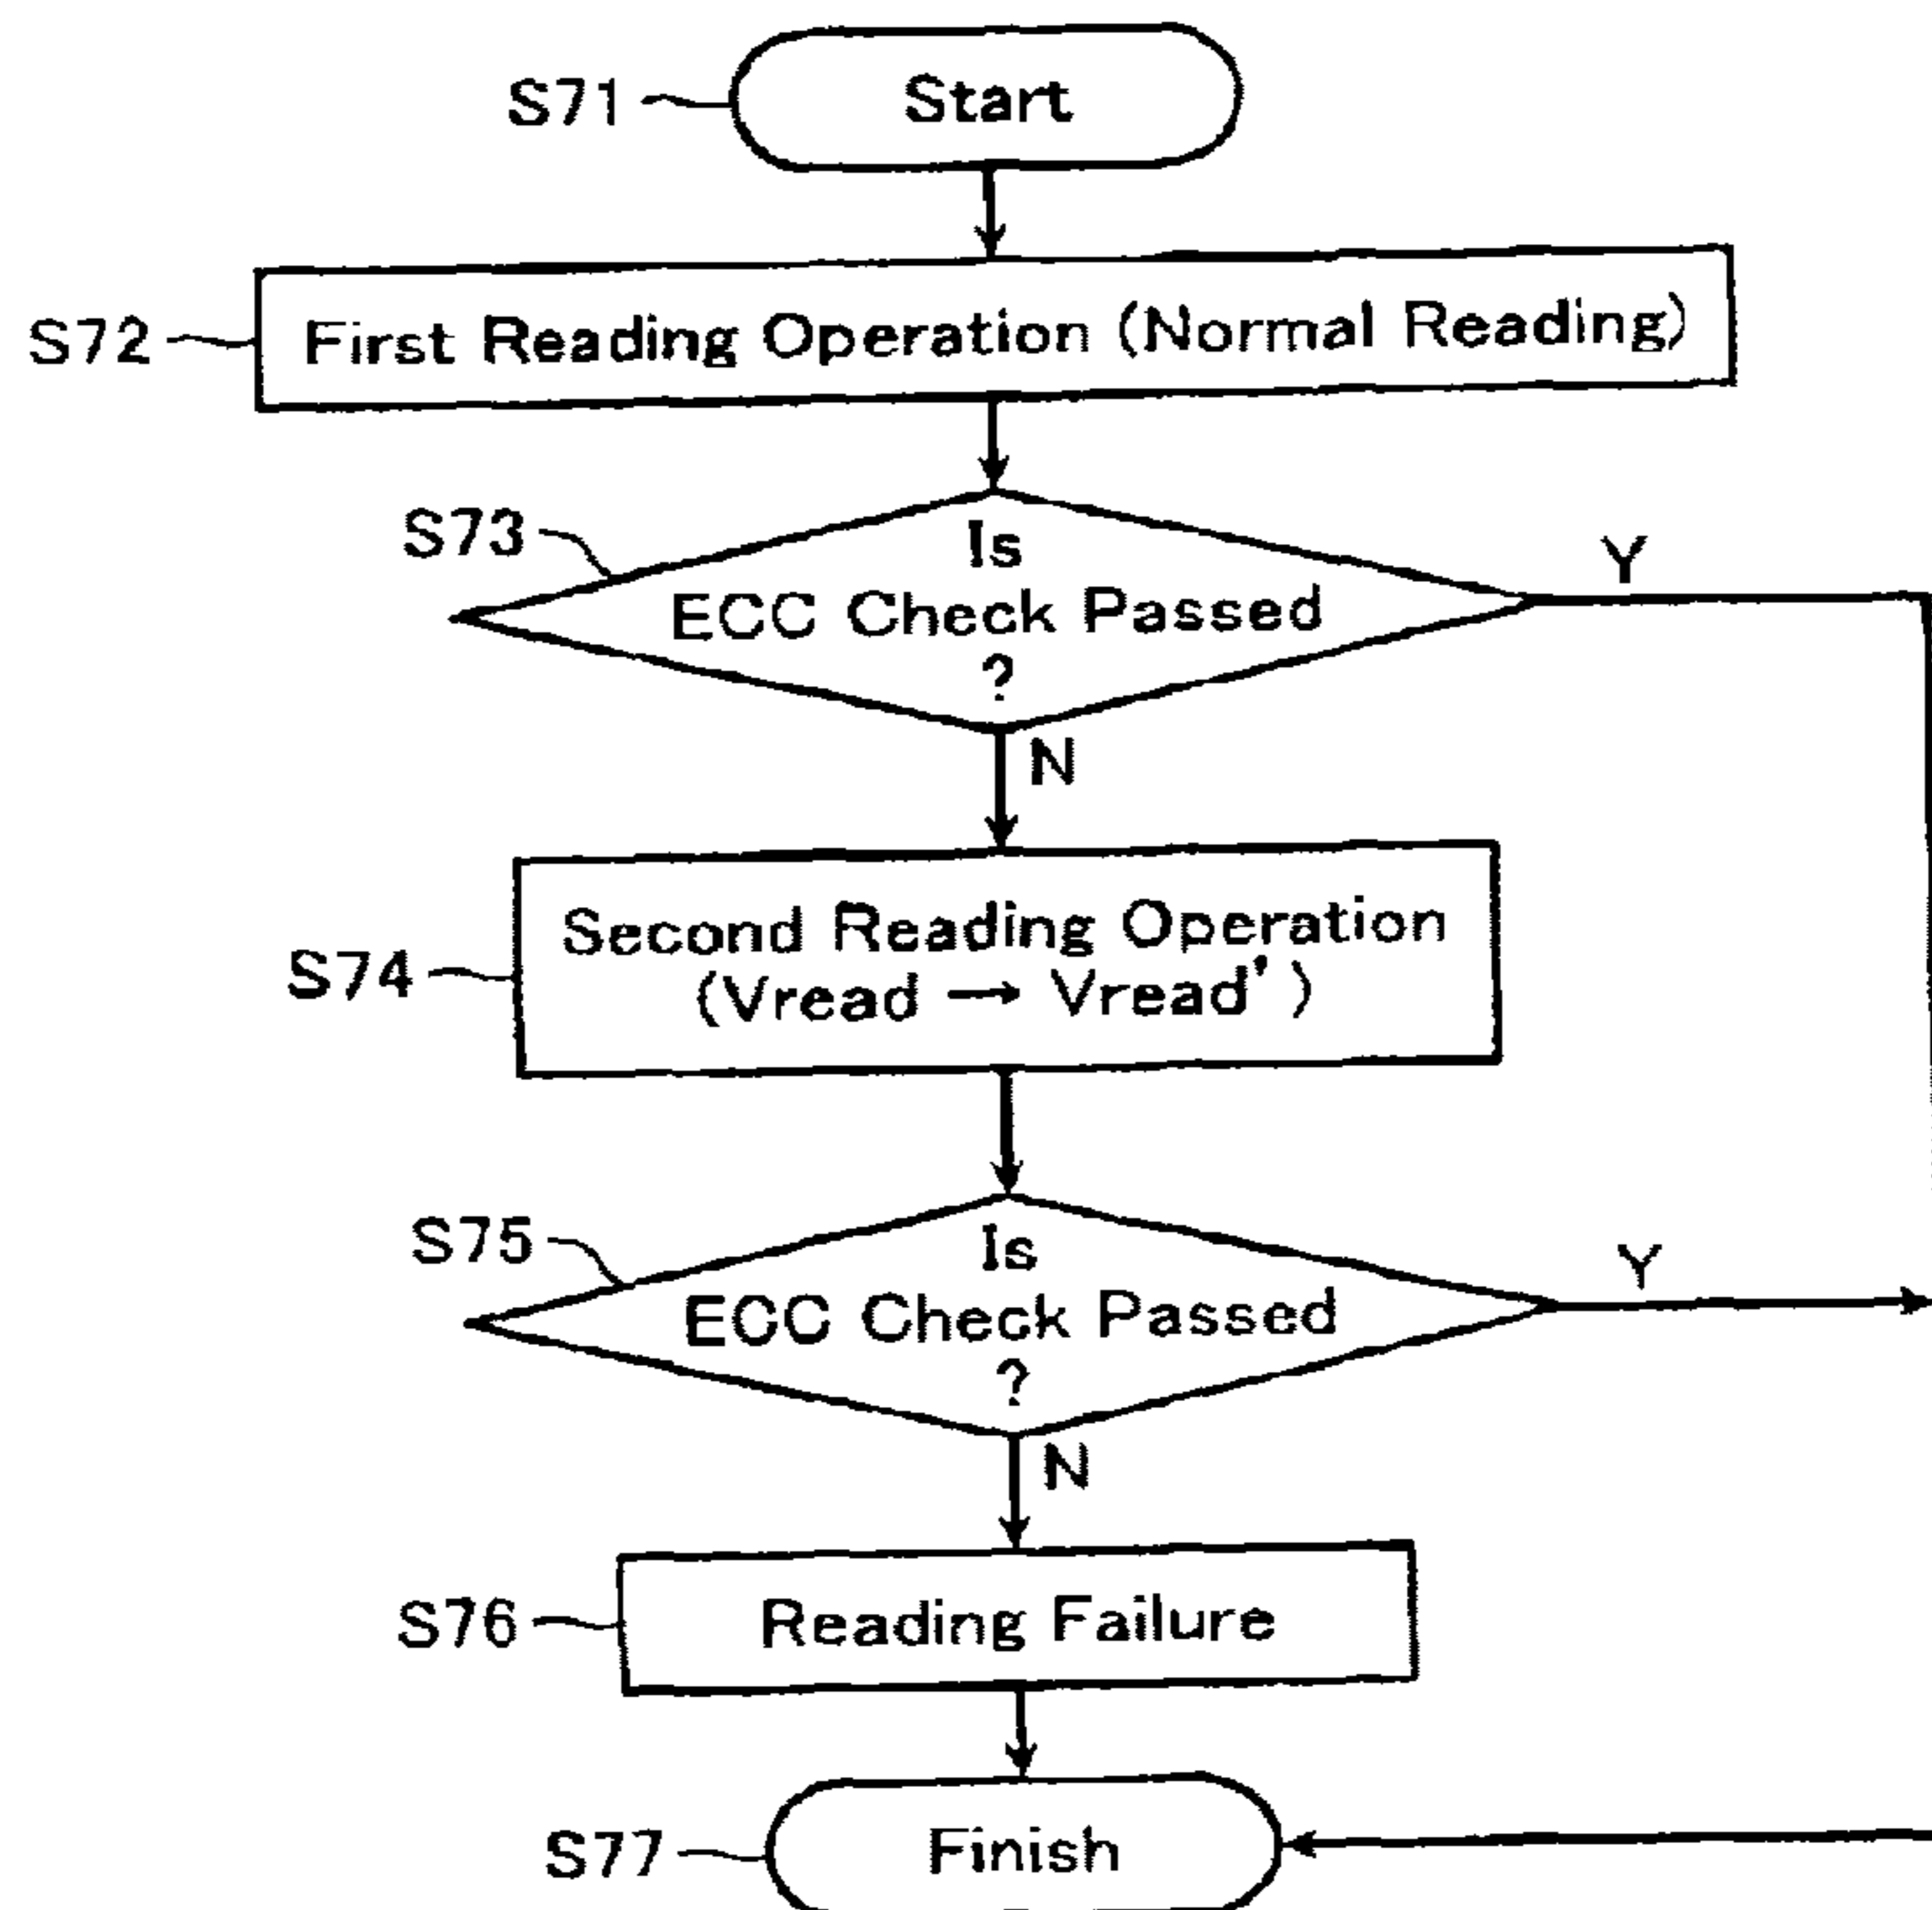 S71
Start
S72
First Reading Operation (Normal Reading)
S73
Is
ECC Check Passed
?
Y
N
S74
Second Reading Operation
(Vread → Vread')
S75
Is
ECC Check Passed
?
Y
N
S76
Reading Failure
S77
Finish